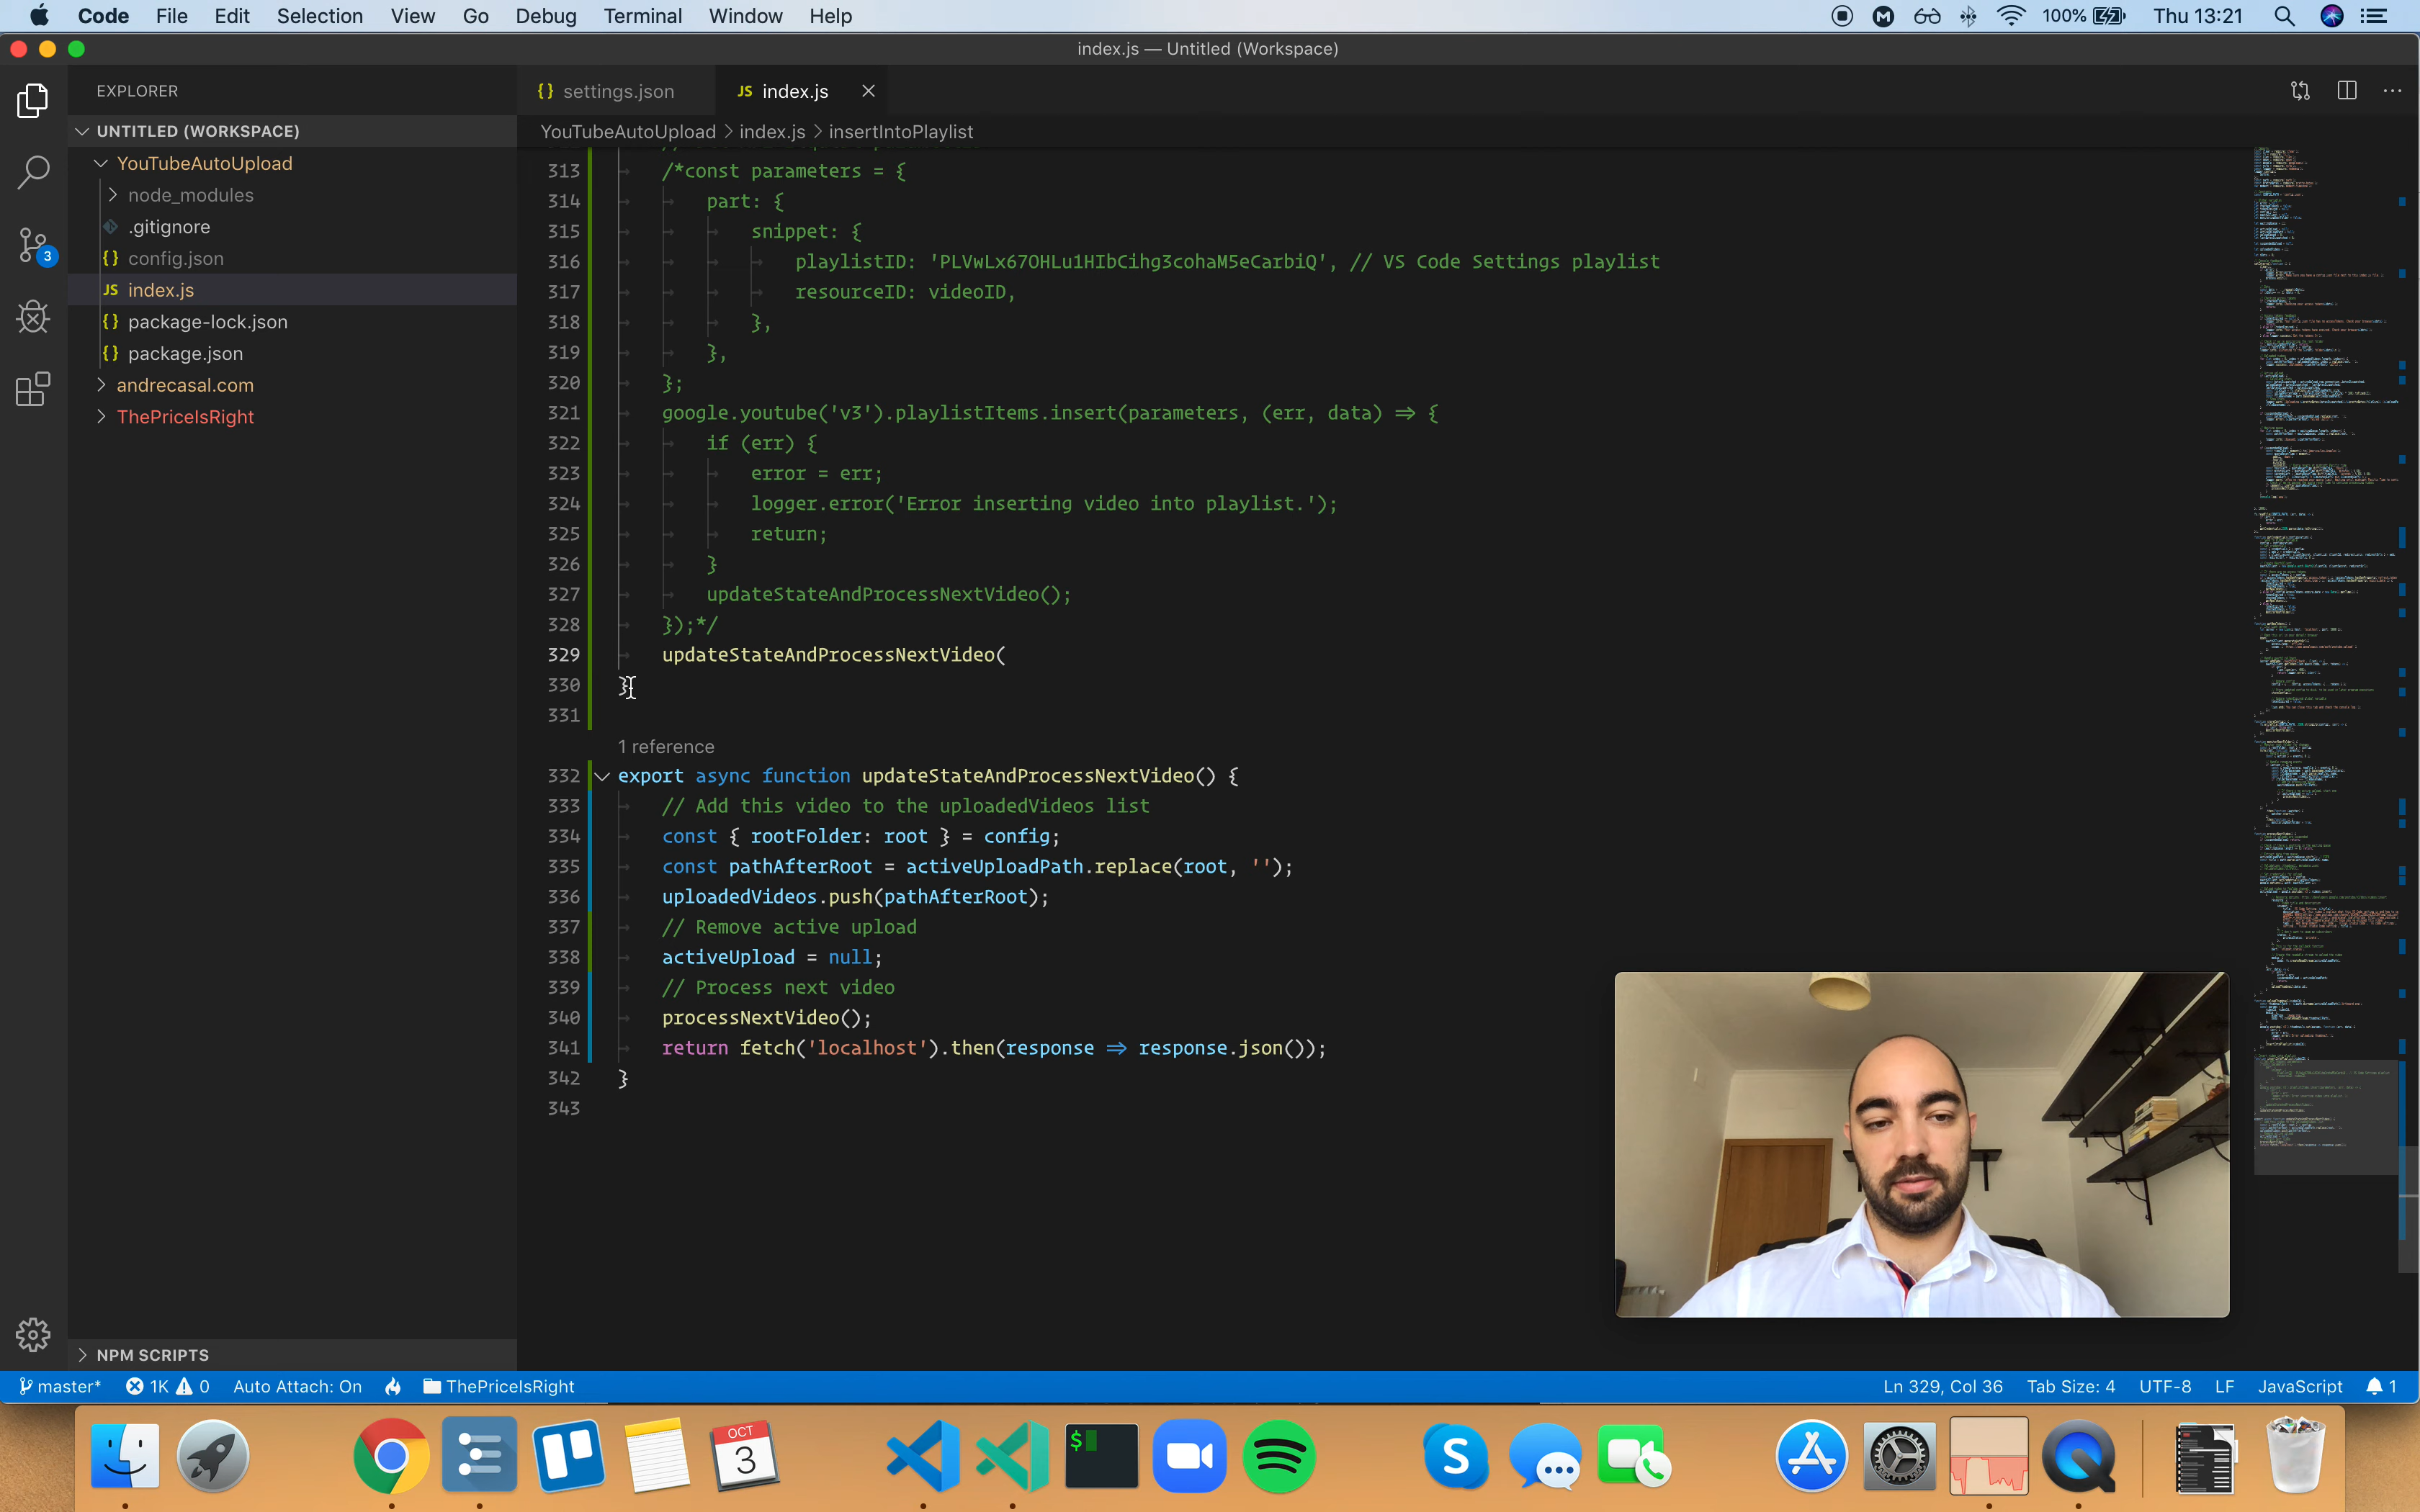 Code File Edit Selection View Go Debug Terminal Window Help 100% Thu 13:21
index.js — Untitled (Workspace)
EXPLORER
UNTITLED (WORKSPACE)
YouTubeAutoUpload
node_modules
.gitignore
config.json
JS index.js
package-lock.json
package.json
andrecasal.com
ThePriceIsRight
3
NPM SCRIPTS
{} settings.json JS index.js
YouTubeAutoUpload > index.js > insertIntoPlaylist
313 /*const parameters = {
314 part: {
315 snippet: {
316 playlistID: 'PLVwLx67OHLu1HIbCihg3cohaM5eCarbiQ', // VS Code Settings playlist
317 resourceID: videoID,
318 },
319 },
320 };
321 google.youtube('v3').playlistItems.insert(parameters, (err, data) => {
322 if (err) {
323 error = err;
324 logger.error('Error inserting video into playlist.');
325 return;
326 }
327 updateStateAndProcessNextVideo();
328 });*/
329 updateStateAndProcessNextVideo(
330 }
331
1 reference
332 export async function updateStateAndProcessNextVideo() {
333 // Add this video to the uploadedVideos list
334 const { rootFolder: root } = config;
335 const pathAfterRoot = activeUploadPath.replace(root, '');
336 uploadedVideos.push(pathAfterRoot);
337 // Remove active upload
338 activeUpload = null;
339 // Process next video
340 processNextVideo();
341 return fetch('localhost').then(response => response.json());
342 }
343
master* 1K 0 Auto Attach: On ThePriceIsRight Ln 329, Col 36 Tab Size: 4 UTF-8 LF JavaScript 1
OCT
3
$
S